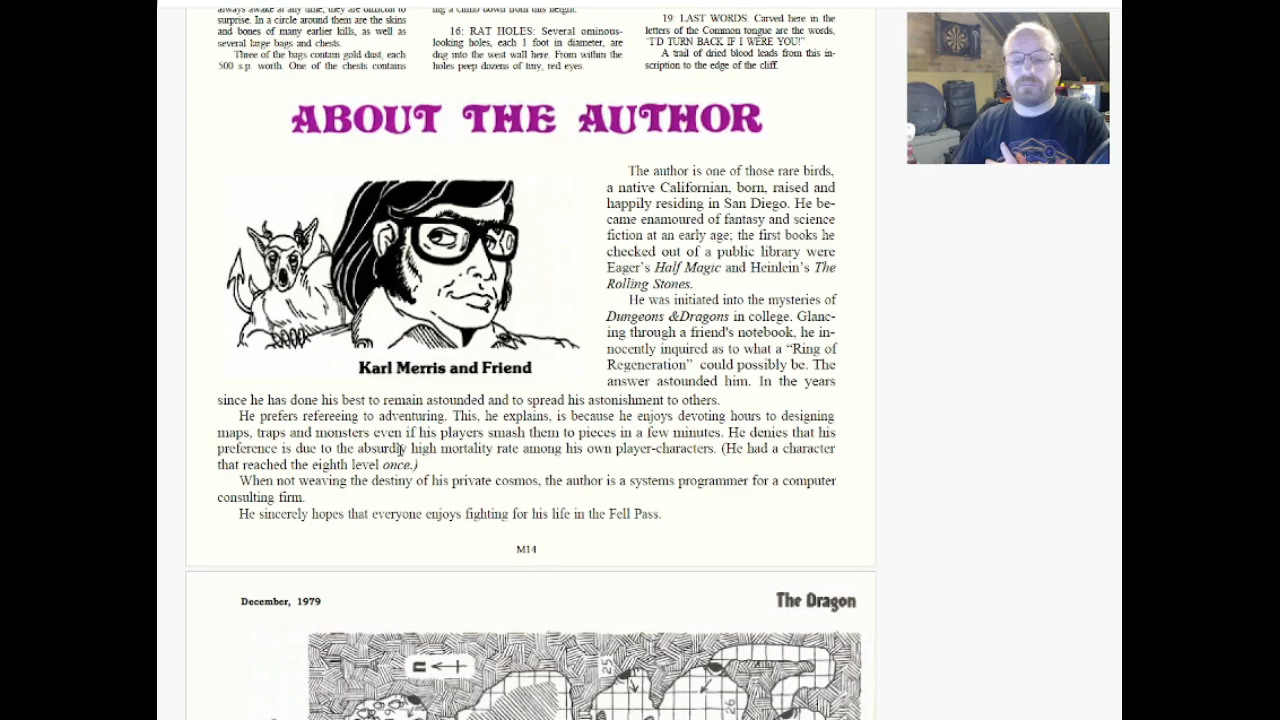 always awake at any time, they are difficult to
surprise. In a circle around them are the skins
and bones of many earlier kills, as well as
several large bags and chests.
Three of the bags contain gold dust, each
500 s.p. worth. One of the chests contains
ing a climb down from this height.
16: RAT HOLES: Several ominous-
looking holes, each 1 foot in diameter, are
dug into the west wall here. From within the
holes peep dozens of tiny, red eyes.
19: LAST WORDS: Carved here in the
letters of the Common tongue are the words,
"I'D TURN BACK IF I WERE YOU!"
A trail of dried blood leads from this in-
scription to the edge of the cliff.
ABOUT THE AUTHOR
The author is one of those rare birds,
a native Californian, born, raised and
happily residing in San Diego. He be-
came enamoured of fantasy and science
fiction at an early age; the first books he
checked out of a public library were
Eager's Half Magic and Heinlein's The
Rolling Stones.
He was initiated into the mysteries of
Dungeons &Dragons in college. Glanc-
ing through a friend's notebook, he in-
nocently inquired as to what a “Ring of
Regeneration” could possibly be. The
answer astounded him. In the years
since he has done his best to remain astounded and to spread his astonishment to others.
He prefers refereeing to adventuring. This, he explains, is because he enjoys devoting hours to designing
maps, traps and monsters even if his players smash them to pieces in a few minutes. He denies that his
preference is due to the absurdly high mortality rate among his own player-characters. (He had a character
that reached the eighth level once.)
When not weaving the destiny of his private cosmos, the author is a systems programmer for a computer
consulting firm.
He sincerely hopes that everyone enjoys fighting for his life in the Fell Pass.
Karl Merris and Friend
M14
December, 1979
The Dragon
n
25
26